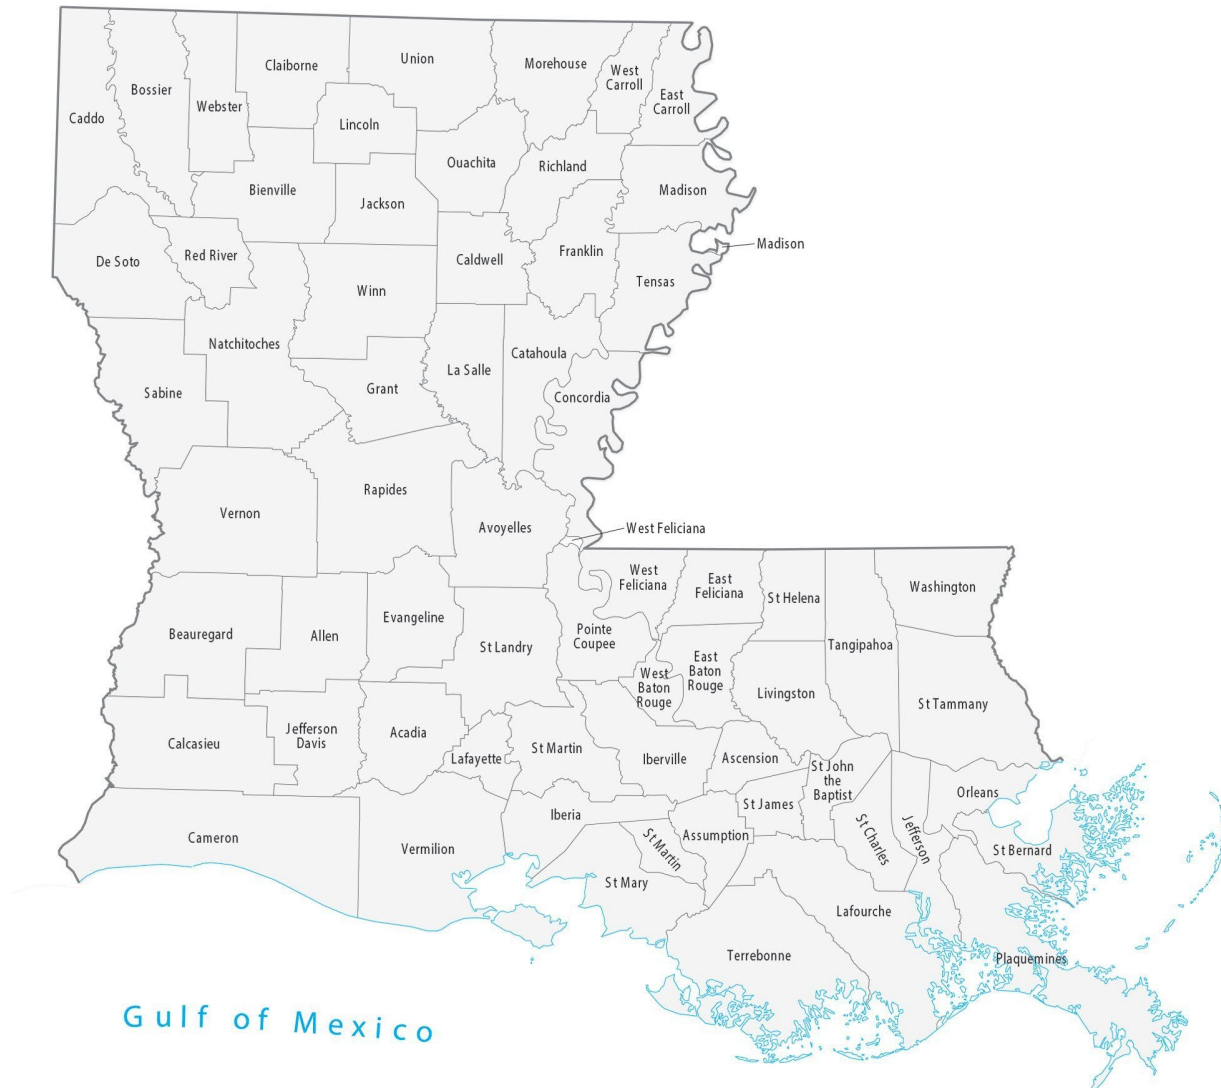 Claiborne
Union
Morehouse
West
Carroll
Bossier
Webster
East
Carroll
Caddo
Lincoln
Ouachita
Richland
Bienville
Jackson
Madison
Madison
De Soto
Red River
Caldwell
Franklin
Tensas
Winn
Natchitoches
Catahoula
La Salle
Sabine
Grant
Concordia
Rapides
Vernon
Avoyelles
West Feliciana
West
Feliciana
East
Feliciana
St Helena
Washington
Evangeline
Beauregard
Allen
St Landry
Pointe
Coupee
Tangipahoa
East
Baton
Rouge
West
Baton
Rouge
Livingston
St Tammany
Jefferson
Davis
Acadia
Calcasieu
Lafayette
St Martin
Iberville
Ascension
St John
the
Baptist
Orleans
St James
Iberia
Cameron
Vermilion
St Martin
Assumption
St Charles
Jefferson
St Bernard
St Mary
Lafourche
Terrebonne
Plaquemines
Gulf of Mexico